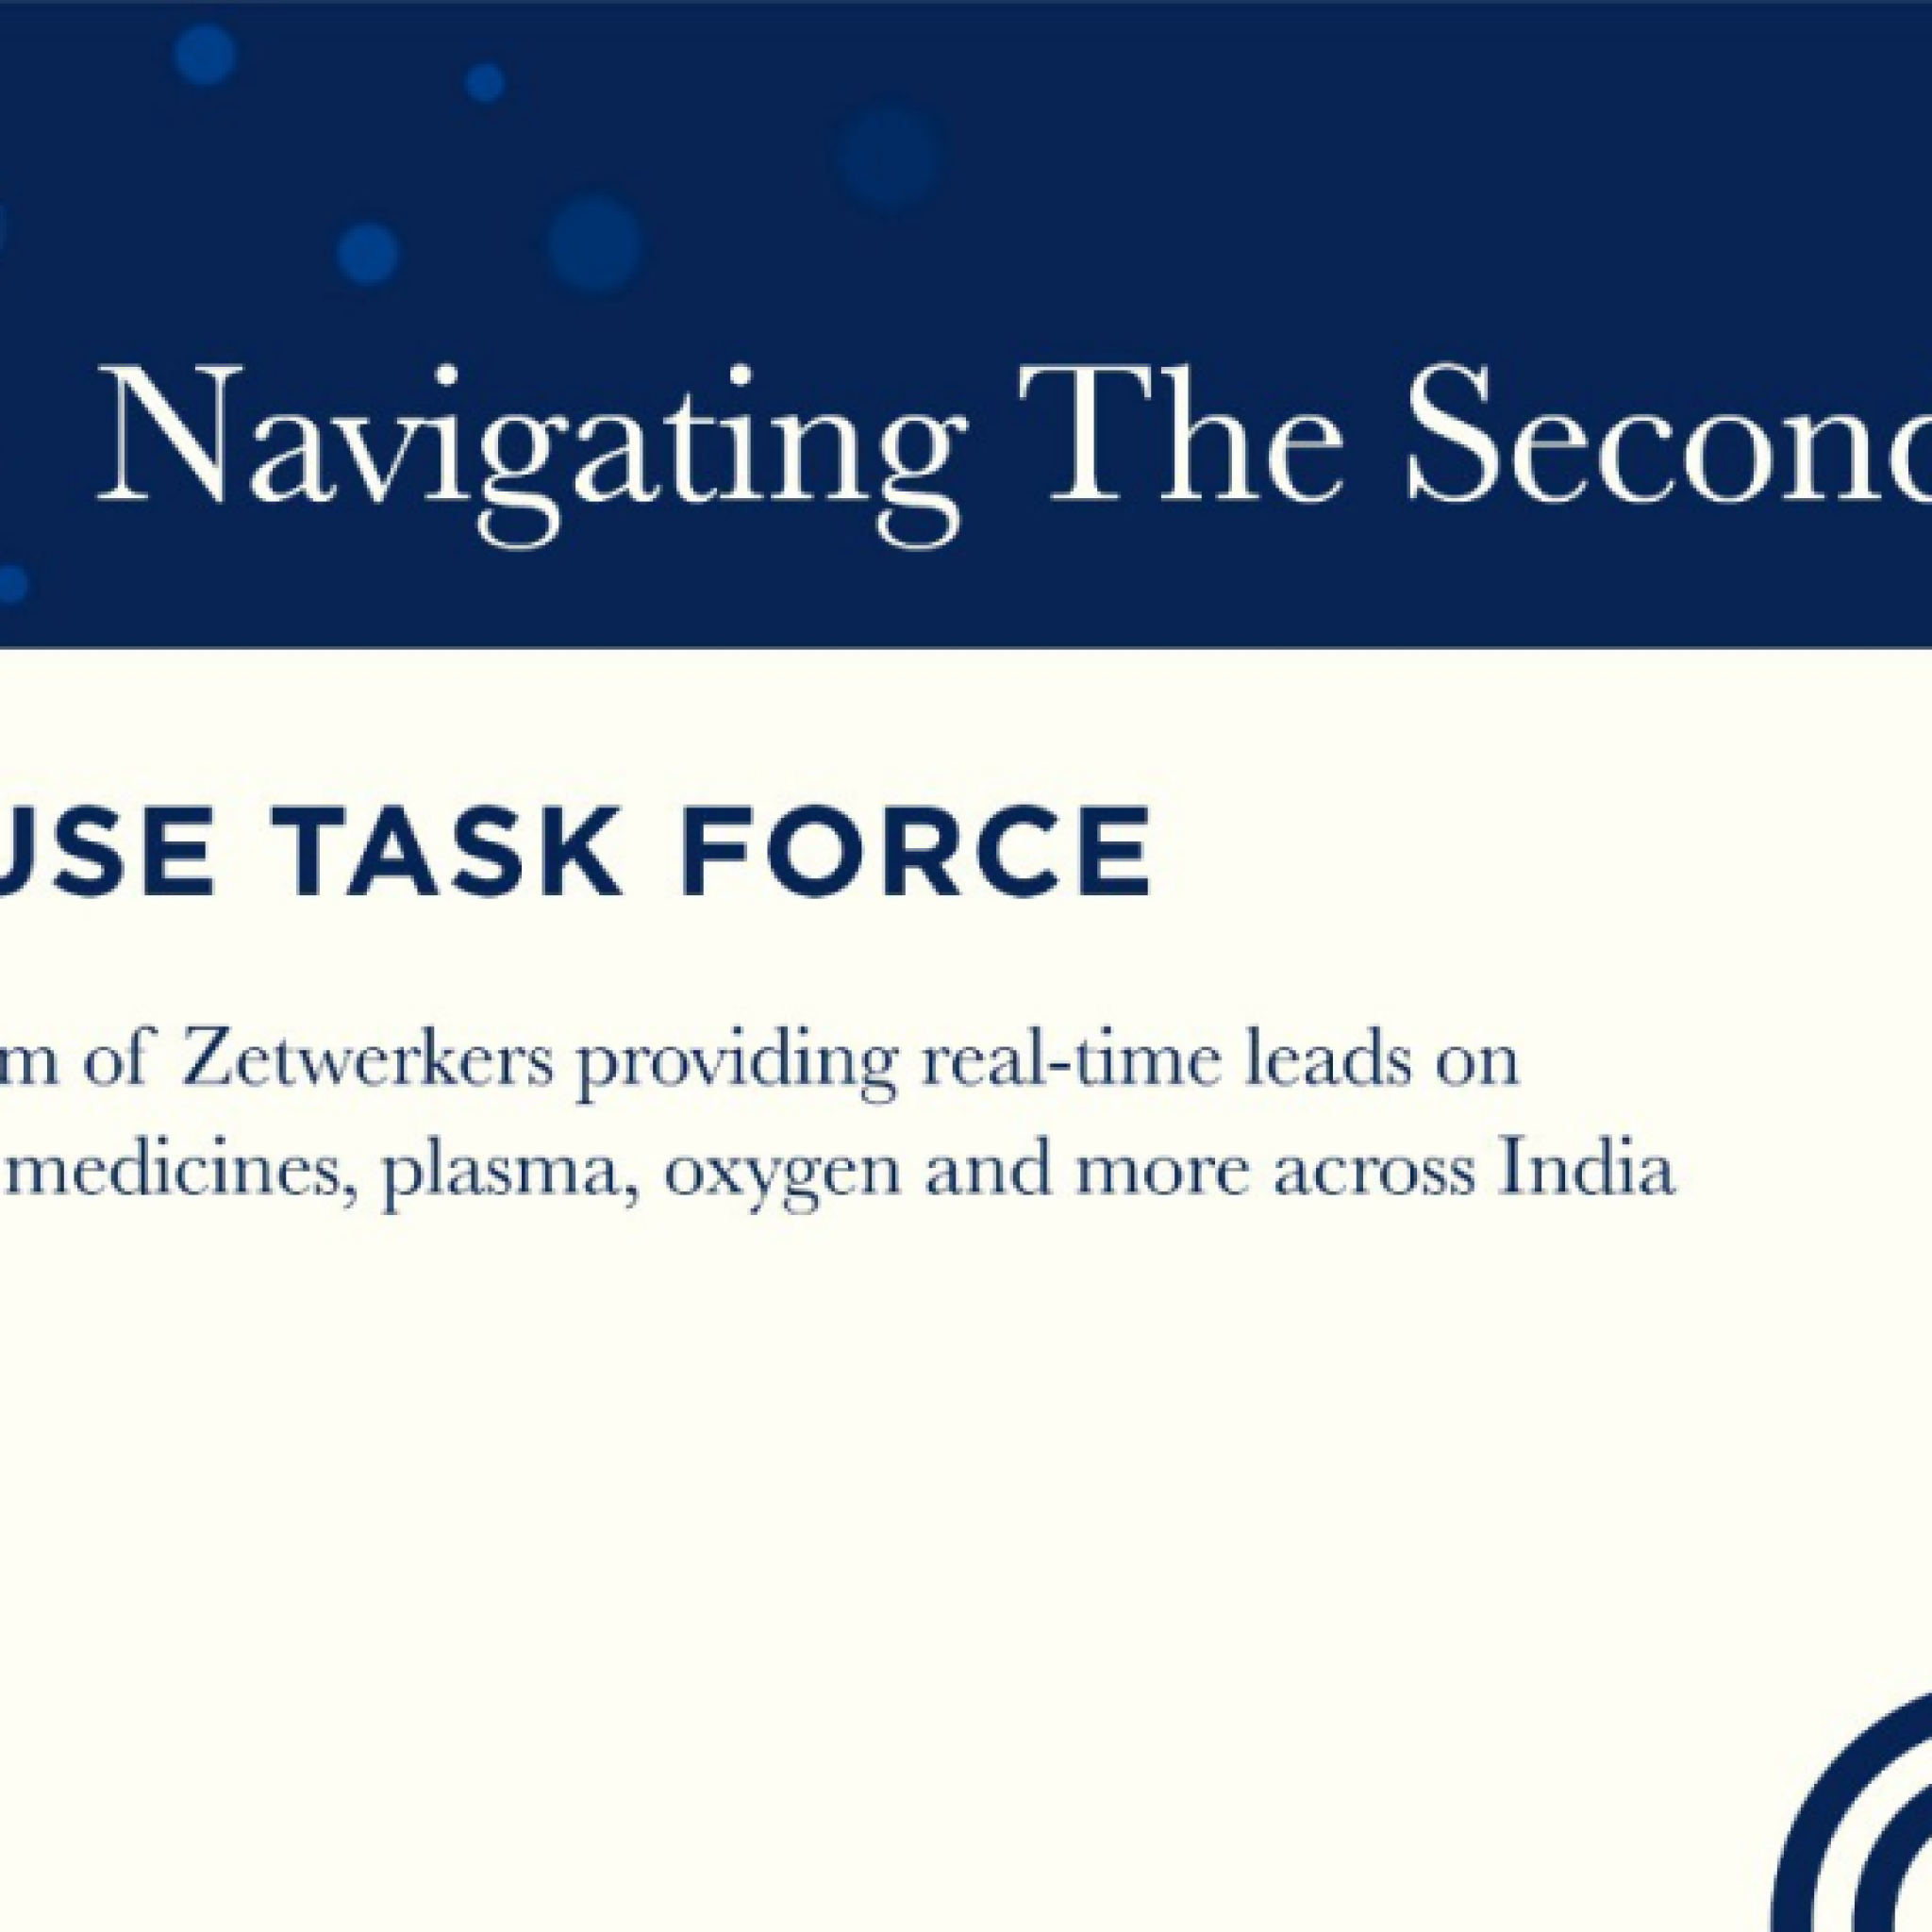 Navigating The Secon
USE TASK FORCE
m of Zetwerkers providing real-time leads on
medicines, plasma, oxygen and more across India